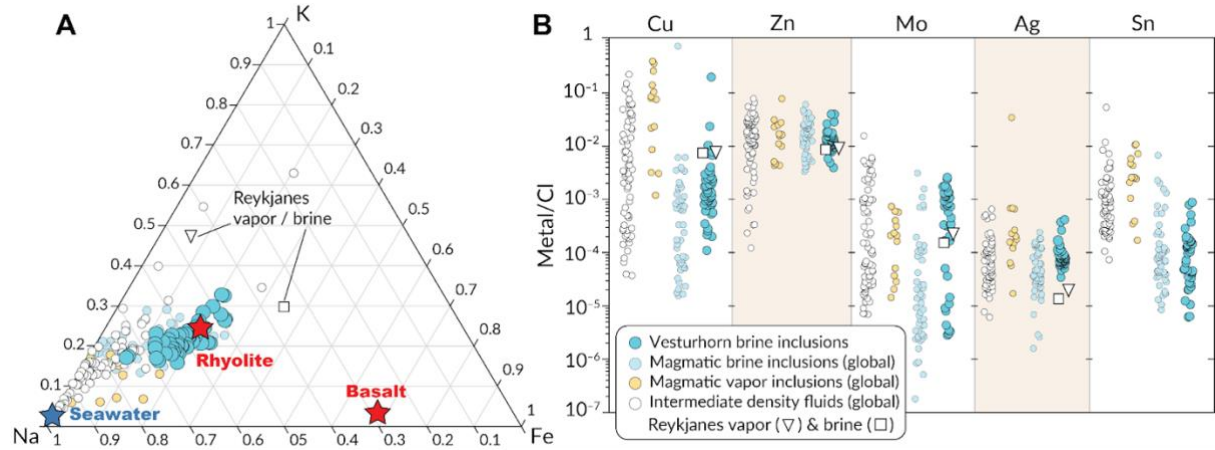 A
K
1
0.1
0.9
0.2
0.8
0.3
0.7
0.4
0.6
Reykjanes
vapor / brine
0.5
0.5
0.6
0.4
0.7
0.3
0.8
0.2
Rhyolite
0.9
0.1
Basalt
Seawater
1
Na
Fe
1
0.9
0.8
0.7
0.6
05
0.4
0.3
0.2
0.1
B
Cu
Zn
Mo
Ag
Sn
Metal/Cl
1
10-1
10-2
10-3
10-4
10-5
10-6
10-7
Vesturhorn brine inclusions
Magmatic brine inclusions (global)
Magmatic vapor inclusions (global)
Intermediate density fluids (global)
Reykjanes vapor (▽) & brine (□)